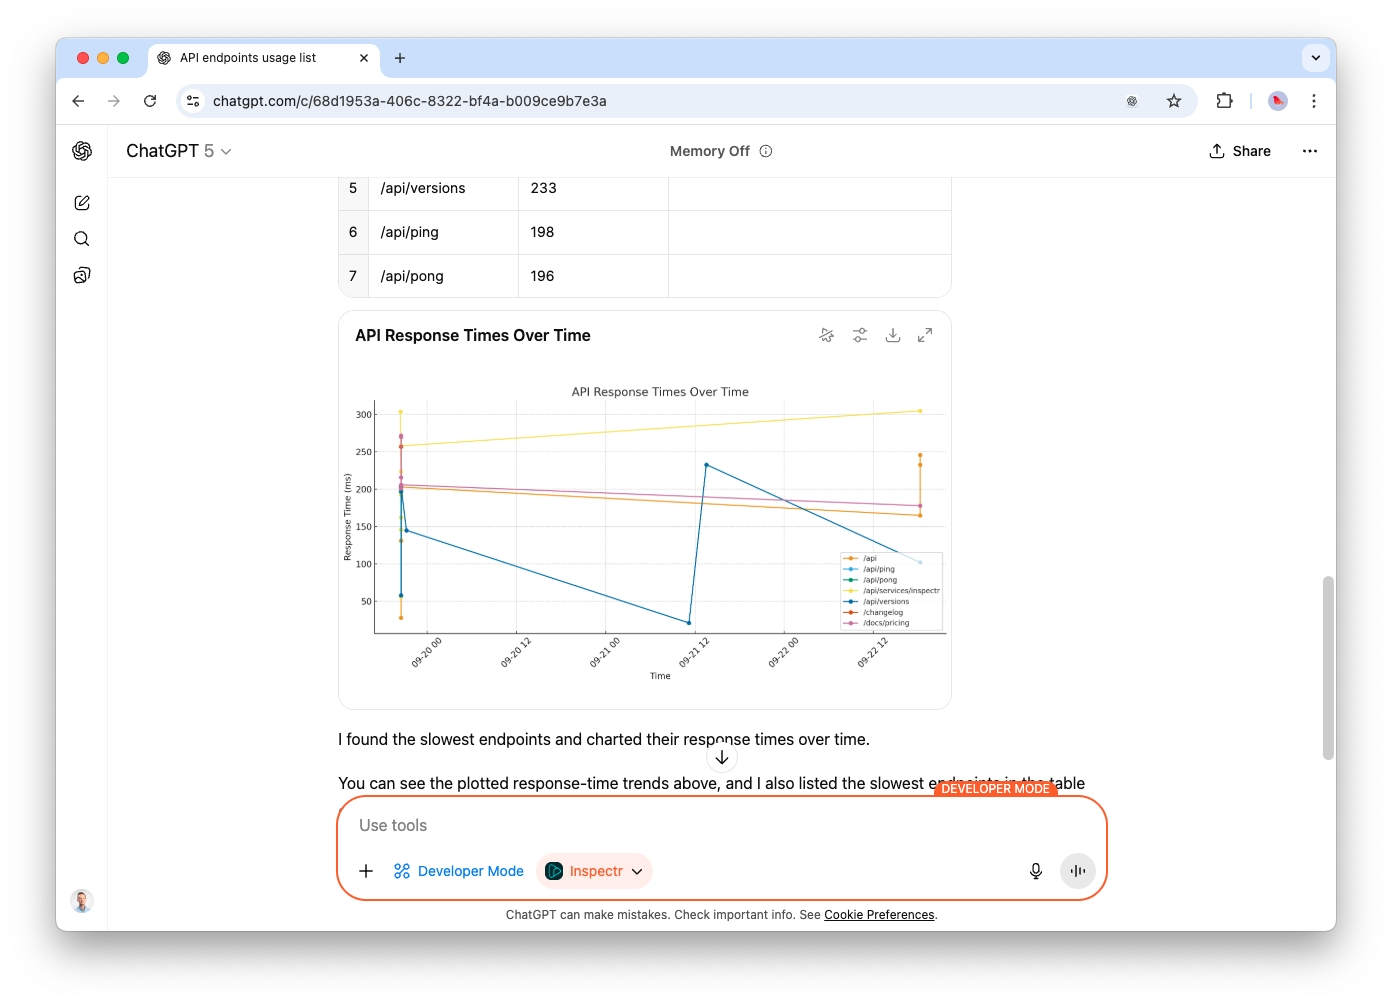 API endpoints usage list
chatgpt.com/c/68d1953a-406c-8322-bf4a-b009ce9b7e3a
ChatGPT 5
Memory Off
Share
5 /api/versions 233
6 /api/ping 198
7 /api/pong 196
API Response Times Over Time
API Response Times Over Time
300
250
200
150
100
50
Response Time (ms)
/api
/api/ping
/api/pong
/api/services/inspectr
/api/versions
/changelog
/docs/pricing
09-20 00
09-20 12
09-21 00
09-21 12
09-22 00
09-22 12
Time
I found the slowest endpoints and charted their response times over time.
You can see the plotted response-time trends above, and I also listed the slowest endpoints in the table
DEVELOPER MODE
Use tools
Developer Mode
Inspectr
ChatGPT can make mistakes. Check important info. See Cookie Preferences.